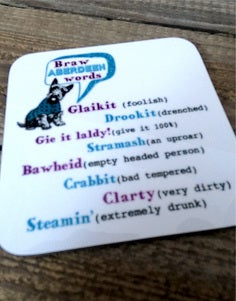 Braw
ABERDEEN
words
Glaikit (foolish)
Drookit (drenched)
Gie it laldy! (give it 100%)
Stramash (an uproar)
Bawheid (empty headed person)
Crabbit (bad tempered)
Clarty (very dirty)
Steamin' (extremely drunk)